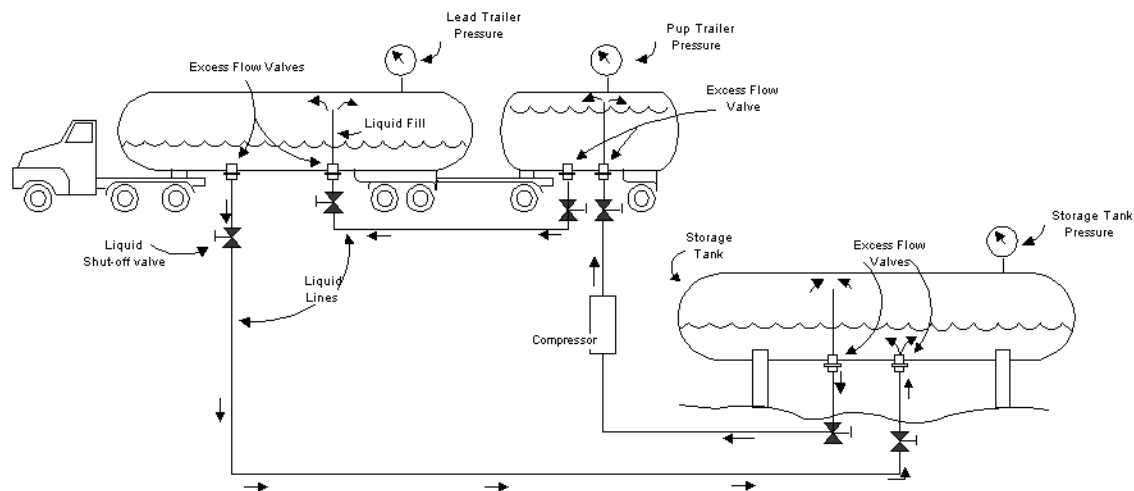 Lead Trailer
Pressure
Pup Trailer
Pressure
Excess Flow Valves
Excess Flow
Valve
Liquid Fill
Liquid
Shut-off valve
Liquid
Lines
Storage
Tank
Excess Flow
Valves
Storage Tank
Pressure
Compressor